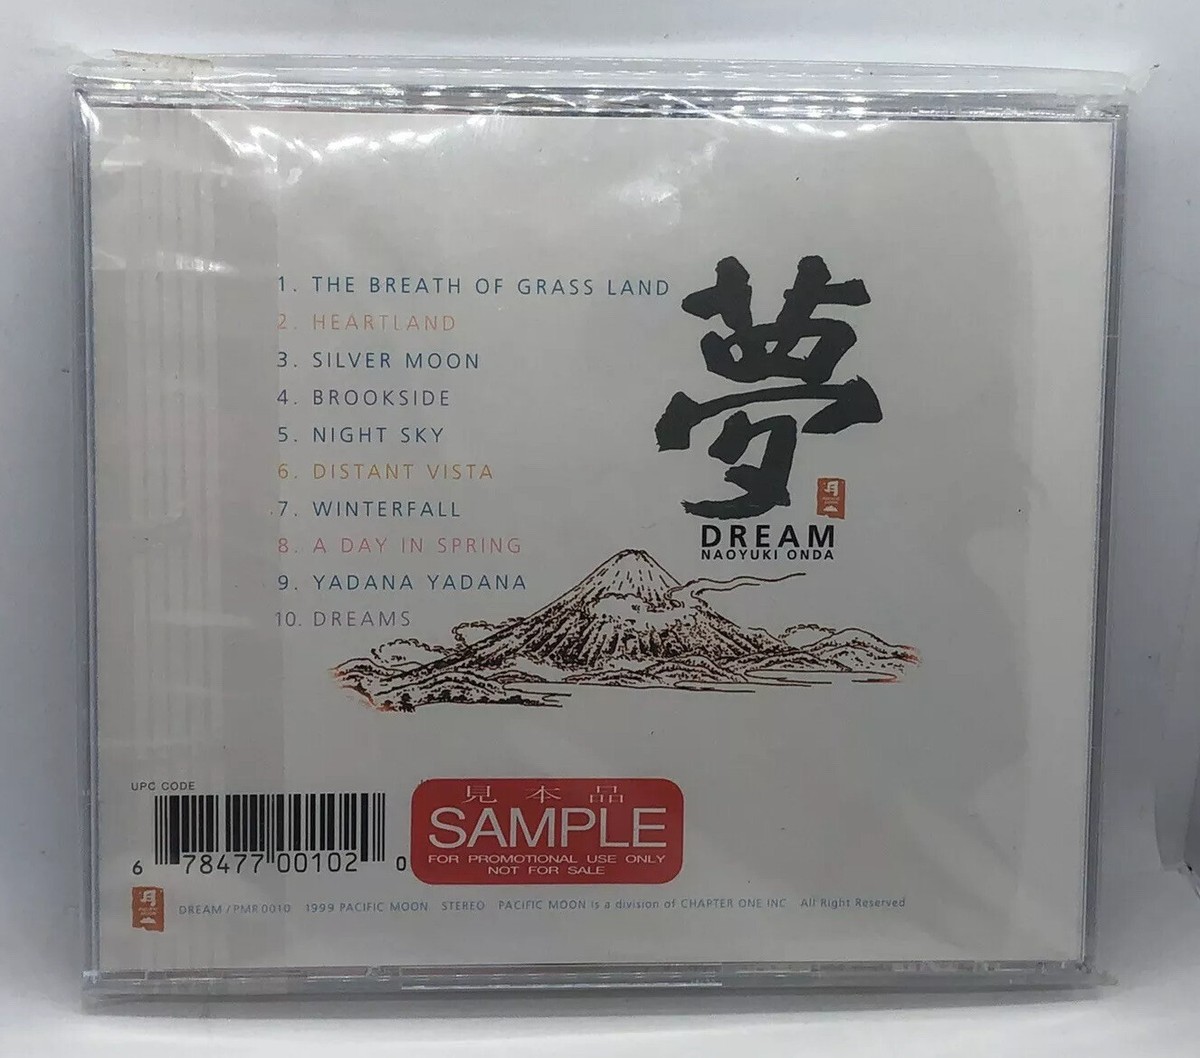 1. THE BREATH OF GRASS LAND
2. HEARTLAND
3. SILVER MOON
4. BROOKSIDE
5. NIGHT SKY
6. DISTANT VISTA
7. WINTERFALL
8. A DAY IN SPRING
9. YADANA YADANA
10. DREAMS
夢
DREAM
NAOYUKI ONDA
UPC CODE
6 78477 00102 0
見本品
SAMPLE
FOR PROMOTIONAL USE ONLY
NOT FOR SALE
DREAM/PMR 0010 1999 PACIFIC MOON STEREO PACIFIC MOON is a division of CHAPTER ONE INC All Right Reserved